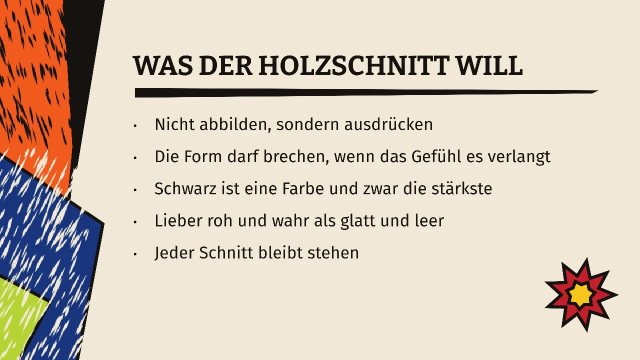 WAS DER HOLZSCHNITT WILL
· Nicht abbilden, sondern ausdrücken
· Die Form darf brechen, wenn das Gefühl es verlangt
· Schwarz ist eine Farbe und zwar die stärkste
· Lieber roh und wahr als glatt und leer
· Jeder Schnitt bleibt stehen